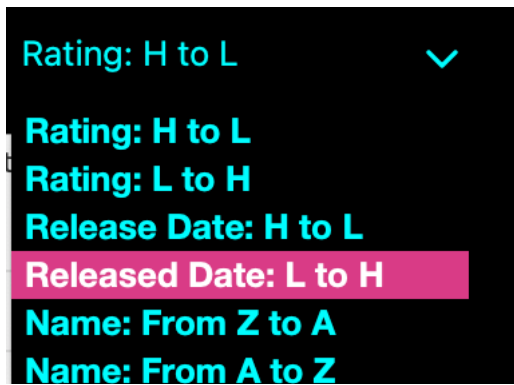 Rating: H to L
Rating: H to L
Rating: L to H
Release Date: H to L
Released Date: L to H
Name: From Z to A
Name: From A to Z